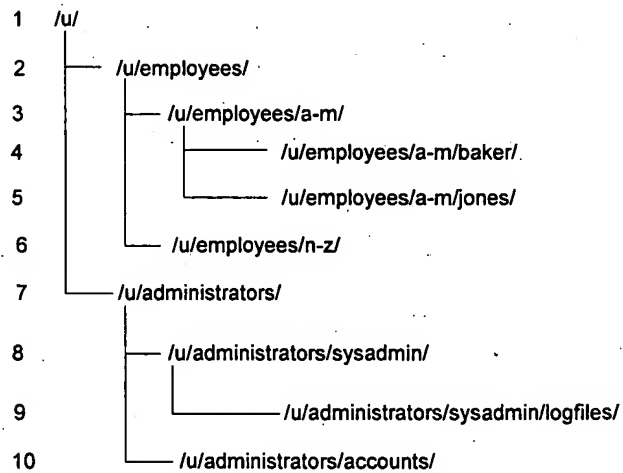 1 /u/
2 /u/employees/
3 /u/employees/a-m/
4 /u/employees/a-m/baker/
5 /u/employees/a-m/jones/
6 /u/employees/n-z/
7 /u/administrators/
8 /u/administrators/sysadmin/
9 /u/administrators/sysadmin/logfiles/
10 /u/administrators/accounts/